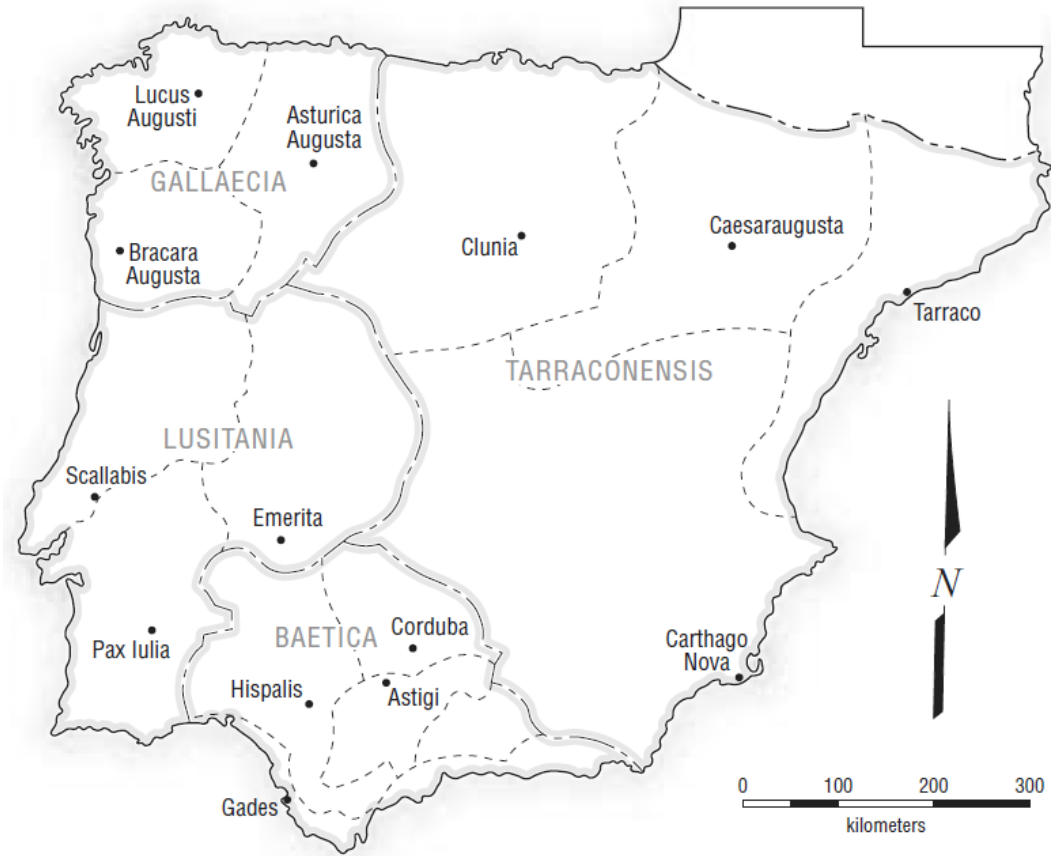 Lucus
Augusti
Asturica
Augusta
GALLAECIA
Bracara
Augusta
Clunia
Caesaraugusta
Tarraco
TARRACONENSIS
LUSITANIA
Scallabis
Emerita
Pax Iulia
BAETICA
Corduba
Hispalis
Astigi
Gades
Carthago
Nova
N
0 100 200 300
kilometers